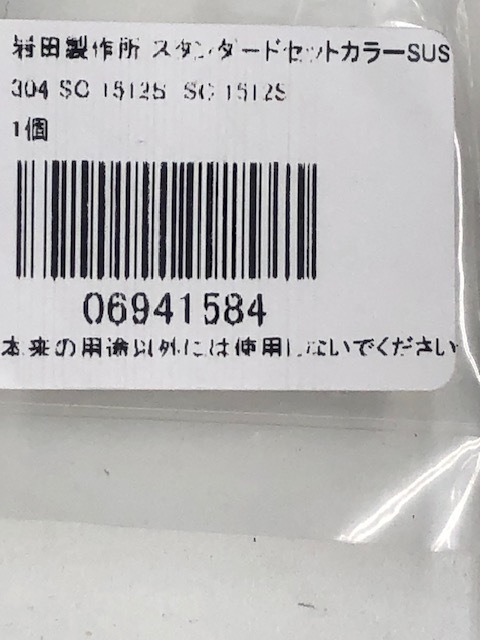 岩田製作所 スタンダードセットカラーSUS
304 SC 1512S SC 1512S
1個
06941584
本来の用途以外には使用しないでください